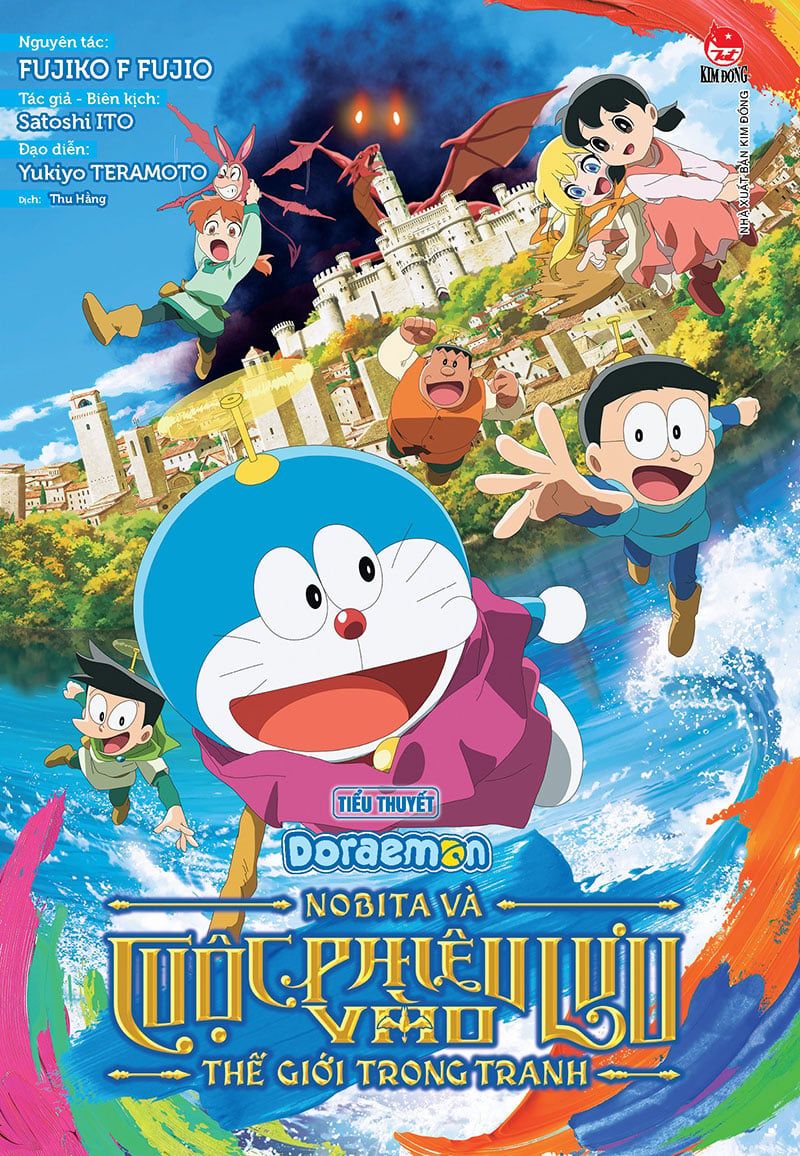 Nguyên tác:
FUJIKO F FUJIO
Tác giả - Biên kịch:
Satoshi ITO
Đạo diễn:
Yukiyo TERAMOTO
Dịch: Thu Hằng
KIM ĐỒNG
NHÀ XUẤT BẢN KIM ĐỒNG
TIỂU THUYẾT
DORAEMON
NOBITA VÀ
CUỘC PHIÊU LƯU
VÀO
THẾ GIỚI TRONG TRANH